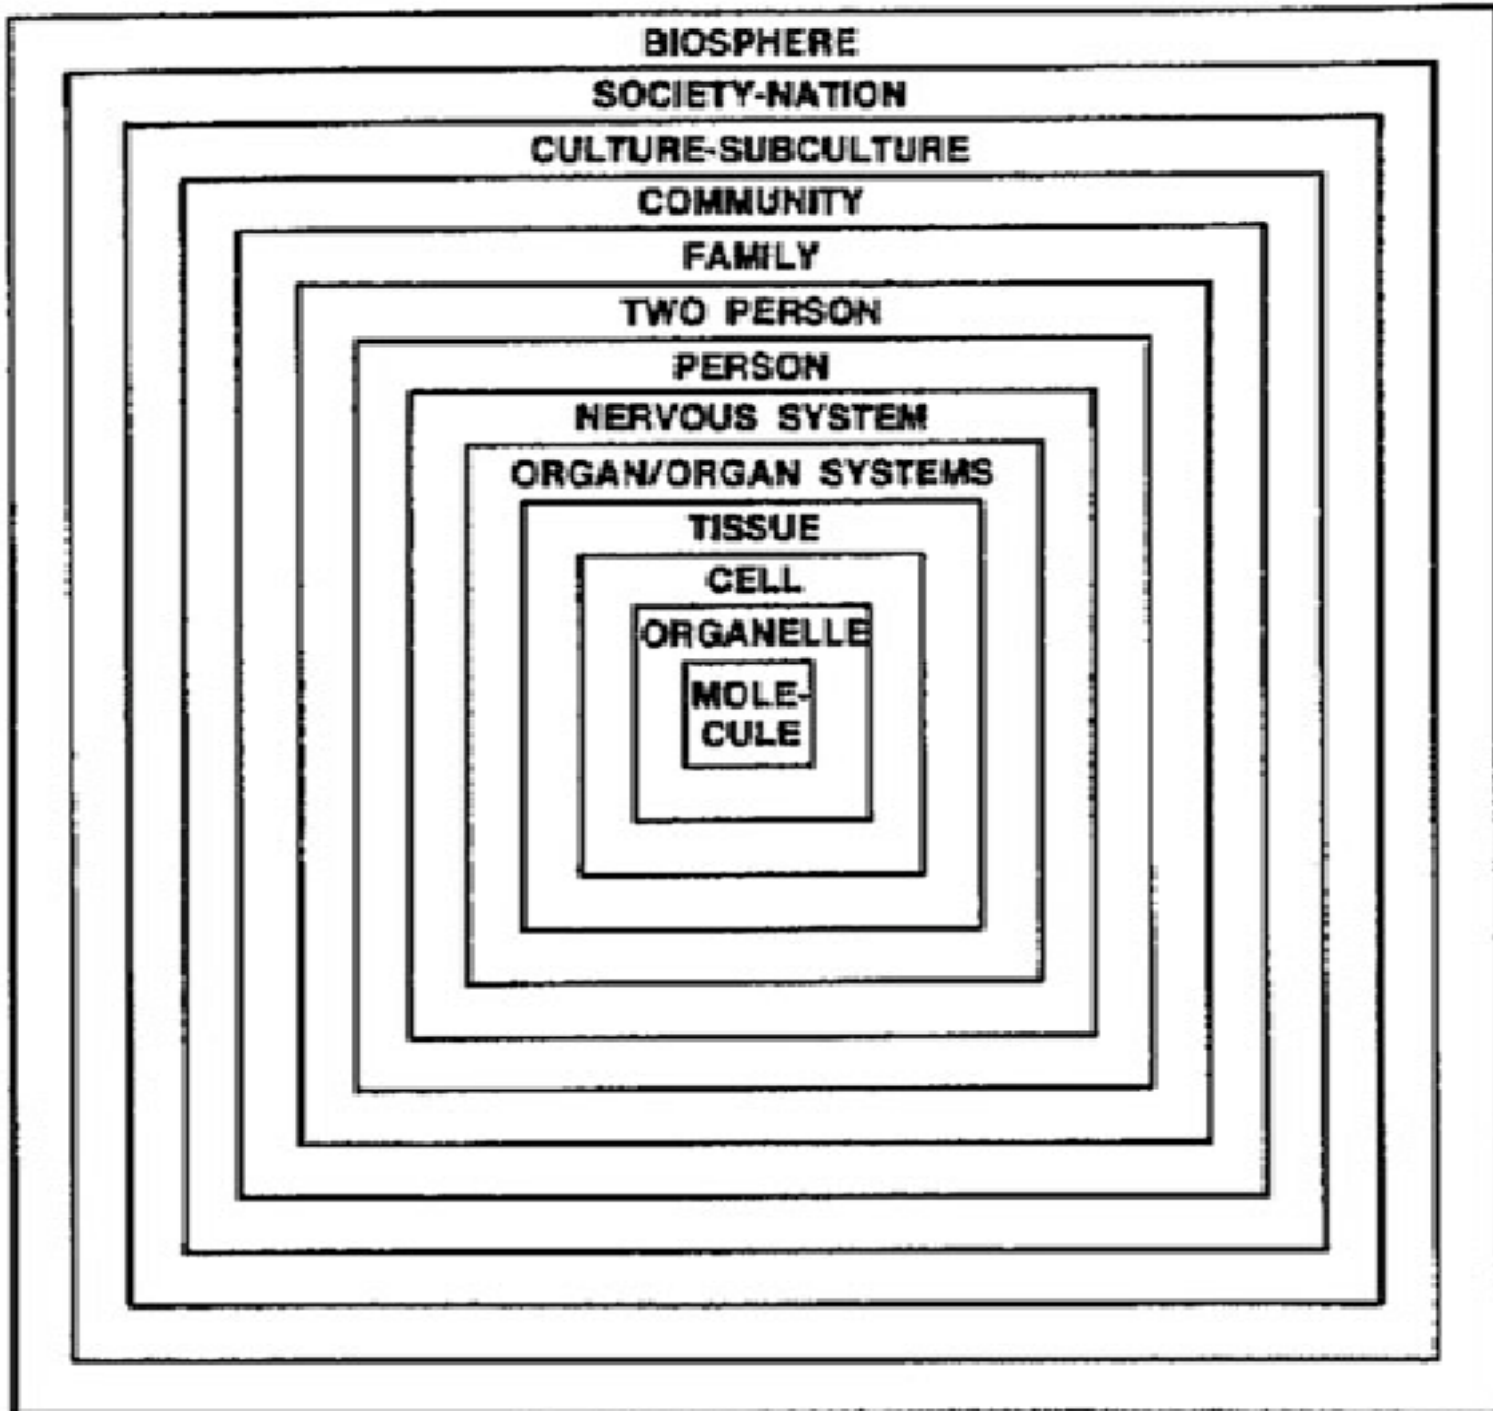 BIOSPHERE
SOCIETY-NATION
CULTURE-SUBCULTURE
COMMUNITY
FAMILY
TWO PERSON
PERSON
NERVOUS SYSTEM
ORGAN/ORGAN SYSTEMS
TISSUE
CELL
ORGANELLE
MOLE-
CULE